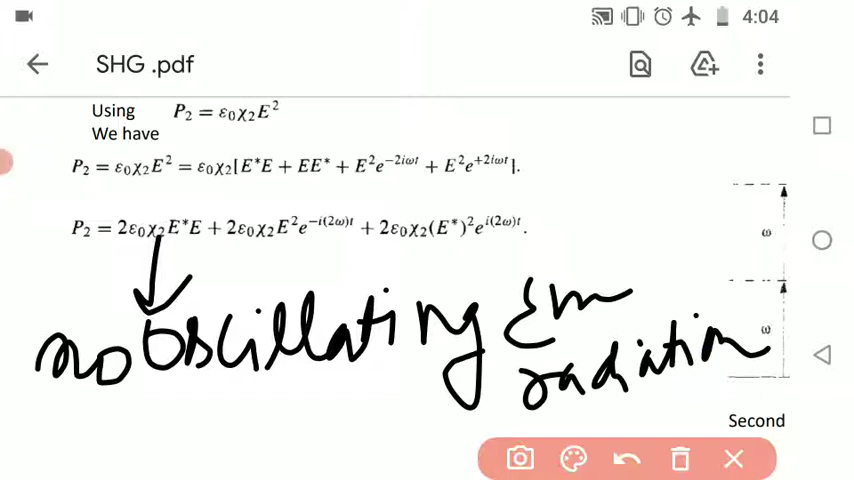 4:04
SHG .pdf
Using P₂ = ε₀χ₂E²
We have
P₂ = ε₀χ₂E² = ε₀χ₂[E*E + EE* + E²e⁻²ⁱωᵗ + E²e⁺²ⁱωᵗ].
P₂ = 2ε₀χ₂E*E + 2ε₀χ₂E²e^{-i(2ω)t} + 2ε₀χ₂(E*)²e^{i(2ω)t}.
ω
no Oscillating Em
ω
radiation
Second